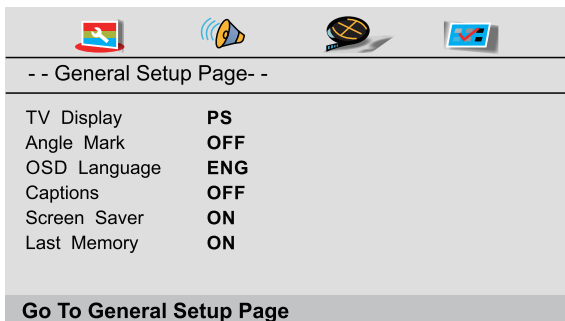 - - General Setup Page- -
TV Display PS
Angle Mark OFF
OSD Language ENG
Captions OFF
Screen Saver ON
Last Memory ON
Go To General Setup Page